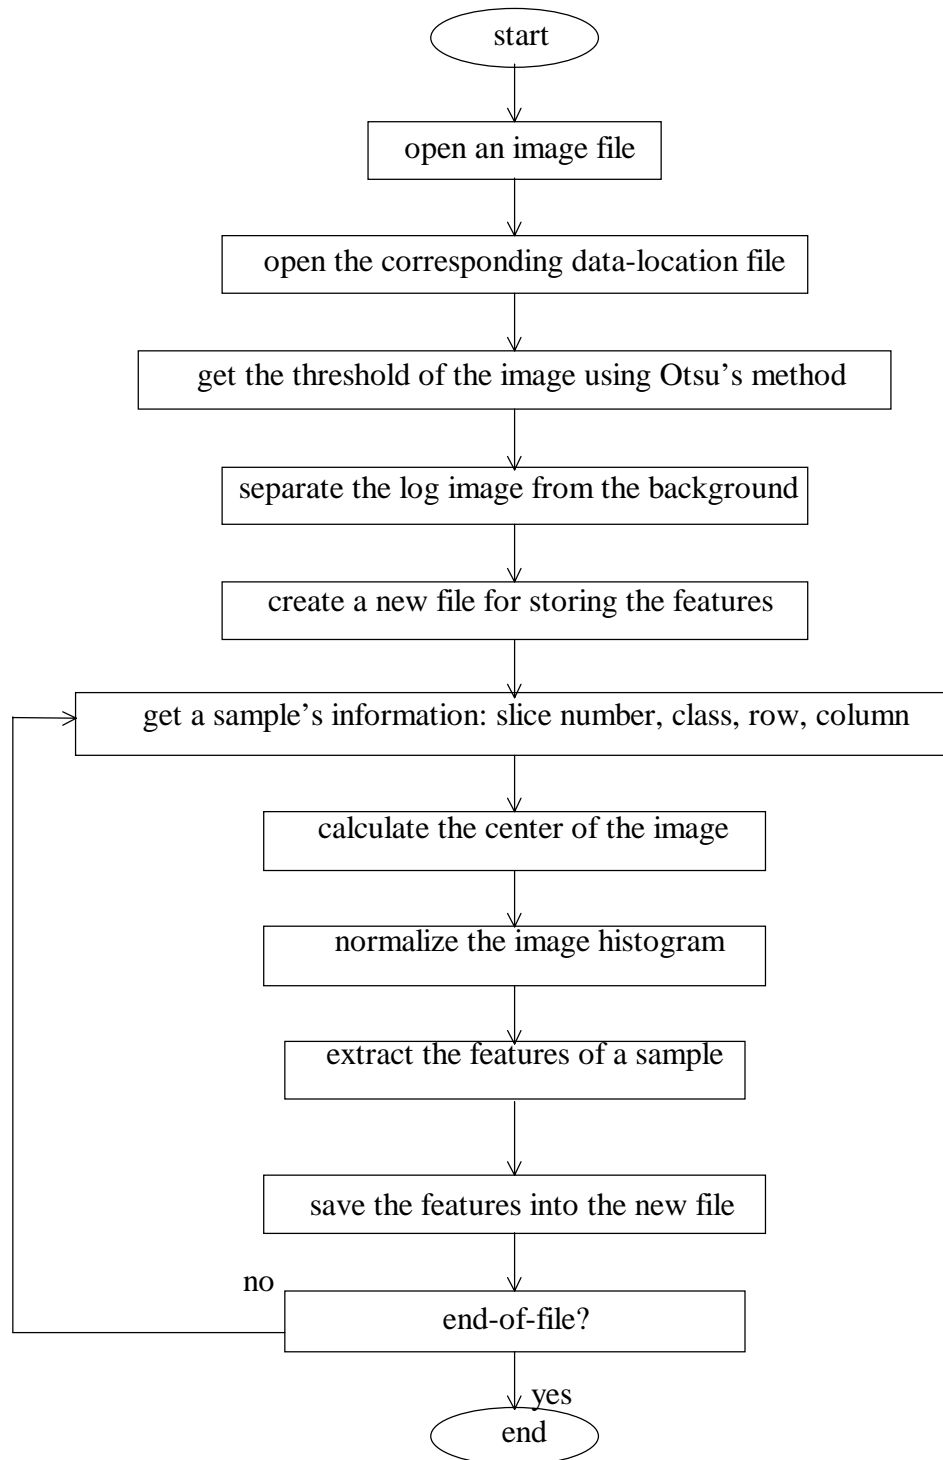 start
open an image file
open the corresponding data-location file
get the threshold of the image using Otsu’s method
separate the log image from the background
create a new file for storing the features
get a sample’s information: slice number, class, row, column
calculate the center of the image
normalize the image histogram
extract the features of a sample
save the features into the new file
no
end-of-file?
yes
end